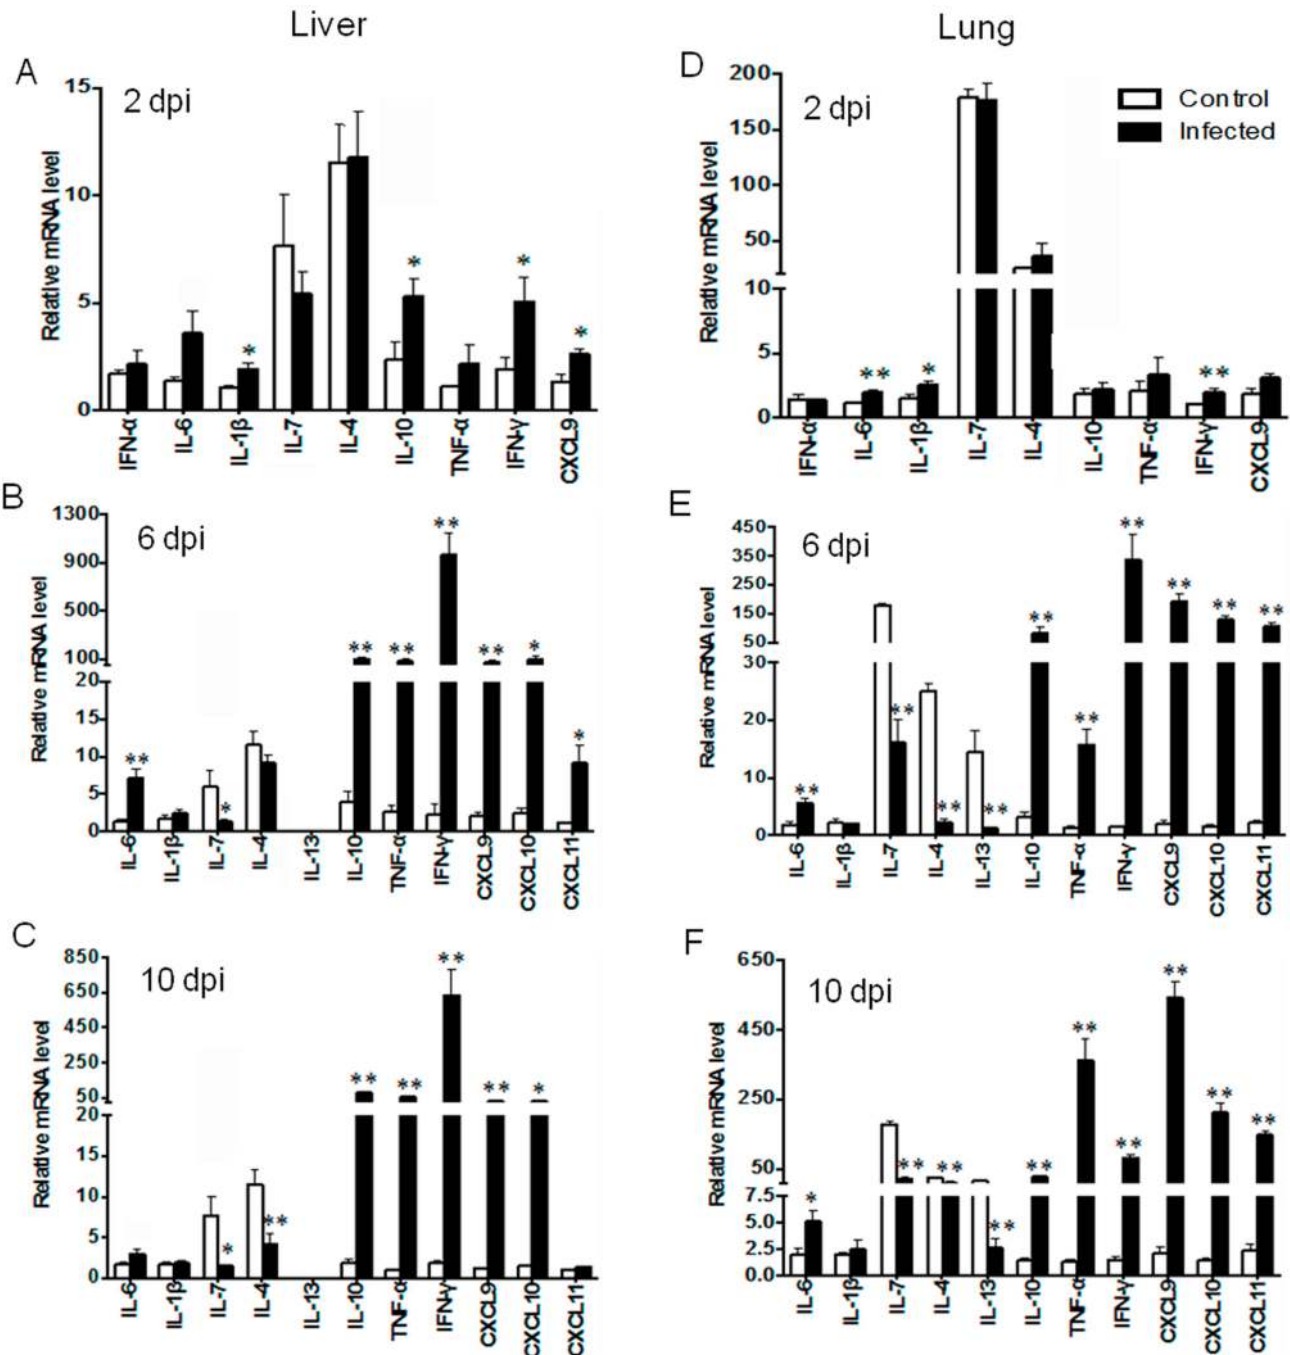 Liver
Lung
A
2 dpi
Relative mRNA level
15
10
5
0
* * * *
IFN-α IL-6 IL-1β IL-7 IL-4 IL-10 TNF-α IFN-γ CXCL9
D
2 dpi
Control
Infected
Relative mRNA level
200
150
100
50
10
5
0
** * **
IFN-α IL-6 IL-1β IL-7 IL-4 IL-10 TNF-α IFN-γ CXCL9
B
6 dpi
Relative mRNA level
1300
900
500
100
20
15
10
5
0
** * ** ** ** ** * *
IL-6 IL-1β IL-7 IL-4 IL-13 IL-10 TNF-α IFN-γ CXCL9 CXCL10 CXCL11
E
6 dpi
Relative mRNA level
450
350
250
150
50
30
20
10
0
** ** ** ** ** ** ** ** ** **
IL-6 IL-1β IL-7 IL-4 IL-13 IL-10 TNF-α IFN-γ CXCL9 CXCL10 CXCL11
C
10 dpi
Relative mRNA level
850
650
450
250
50
20
15
10
5
0
* ** ** ** ** ** *
IL-6 IL-1β IL-7 IL-4 IL-13 IL-10 TNF-α IFN-γ CXCL9 CXCL10 CXCL11
F
10 dpi
Relative mRNA level
650
450
250
50
7.5
5.0
2.5
0.0
* ** ** ** ** ** ** ** ** **
IL-6 IL-1β IL-7 IL-4 IL-13 IL-10 TNF-α IFN-γ CXCL9 CXCL10 CXCL11